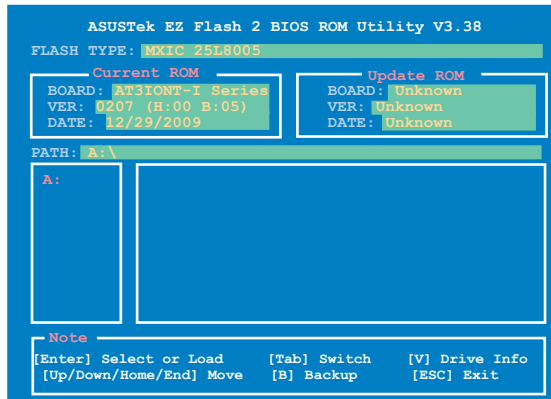 ASUSTek EZ Flash 2 BIOS ROM Utility V3.38
FLASH TYPE: MXIC 25L8005
Current ROM
BOARD: AT3IONT-I Series
VER: 0207 (H:00 B:05)
DATE: 12/29/2009
Update ROM
BOARD: Unknown
VER: Unknown
DATE: Unknown
PATH: A:\
A:
Note
[Enter] Select or Load [Tab] Switch [V] Drive Info
[Up/Down/Home/End] Move [B] Backup [ESC] Exit